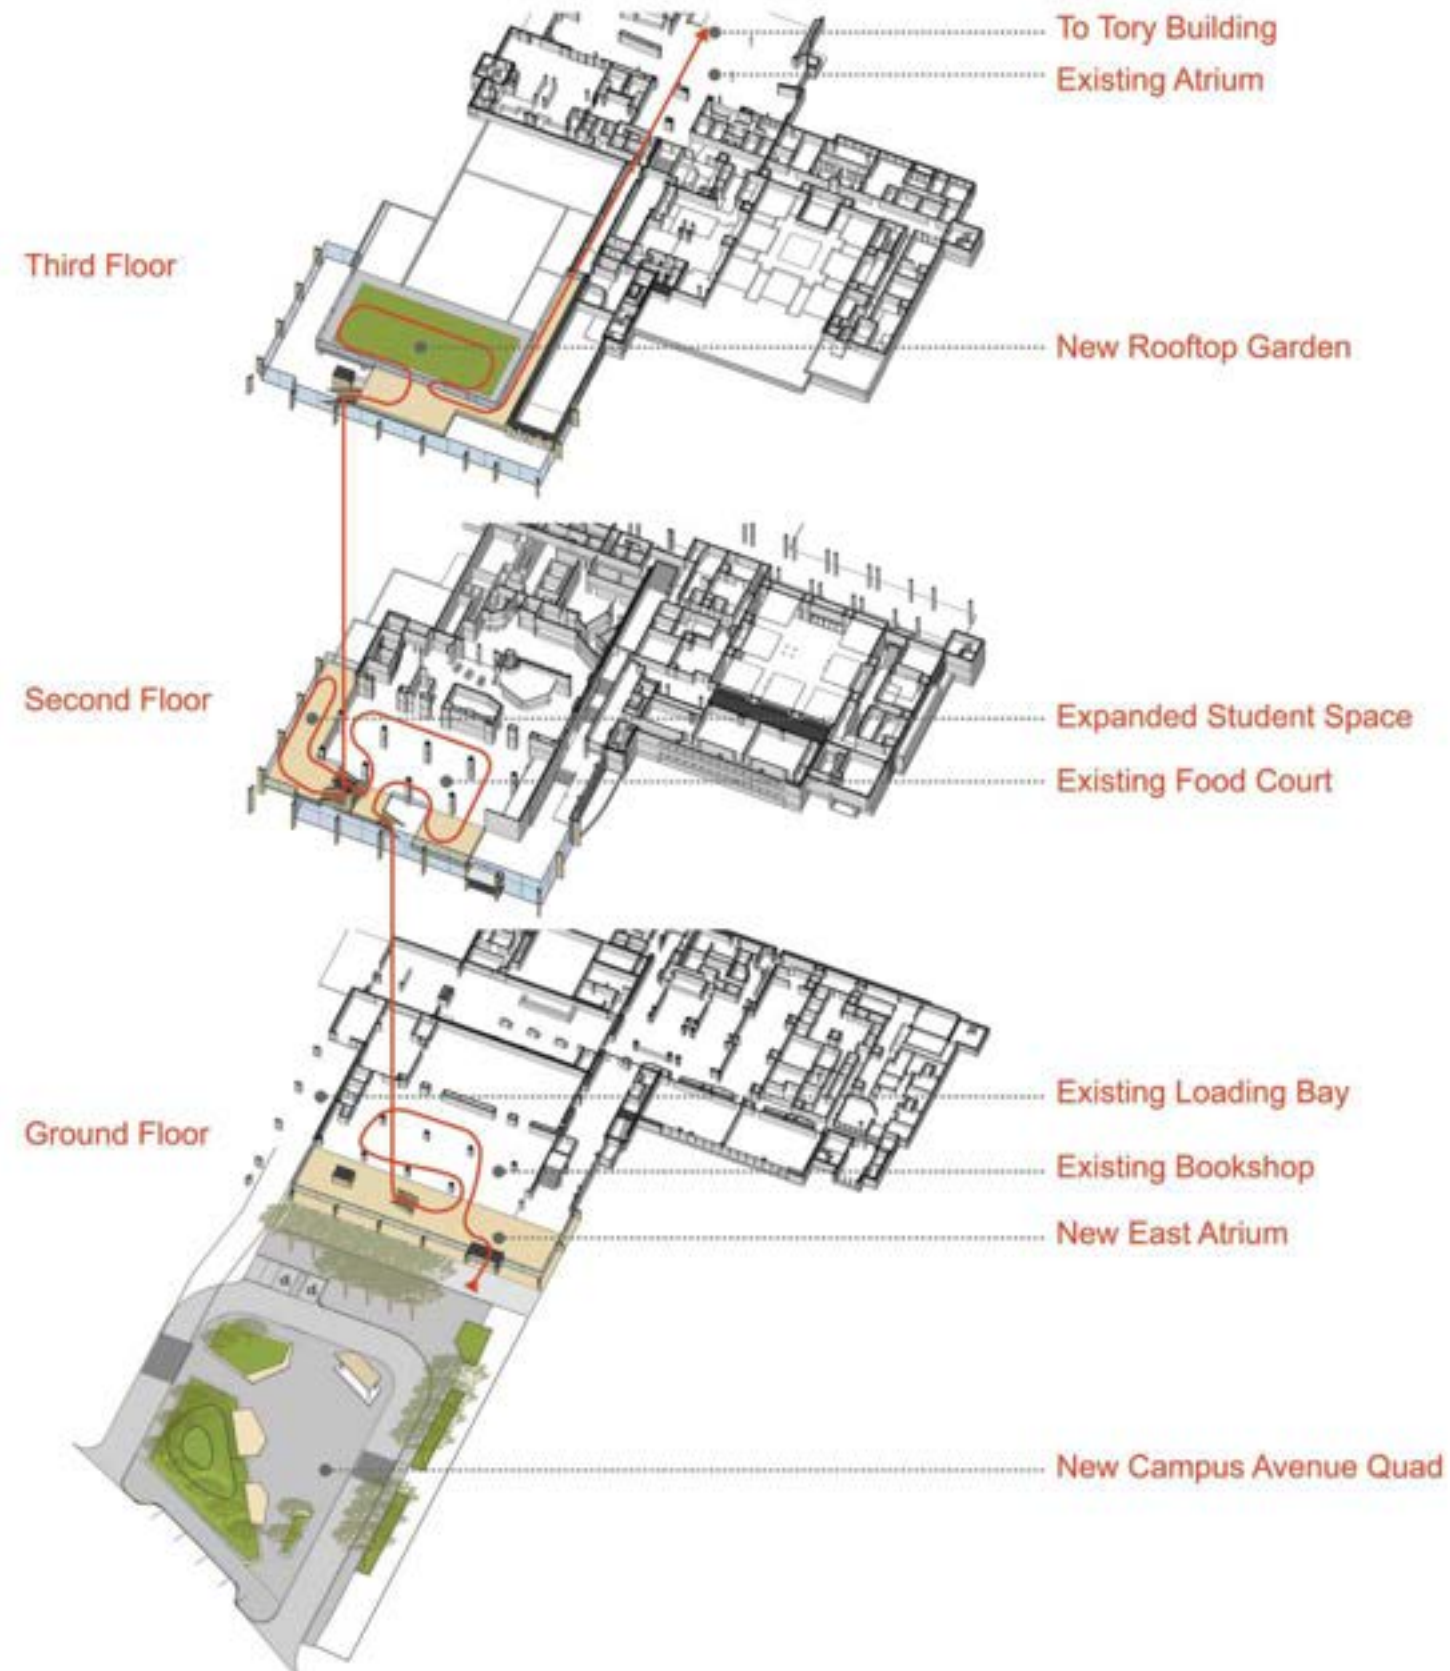 To Tory Building
Existing Atrium
Third Floor
New Rooftop Garden
Second Floor
Expanded Student Space
Existing Food Court
Existing Loading Bay
Ground Floor
Existing Bookshop
New East Atrium
New Campus Avenue Quad